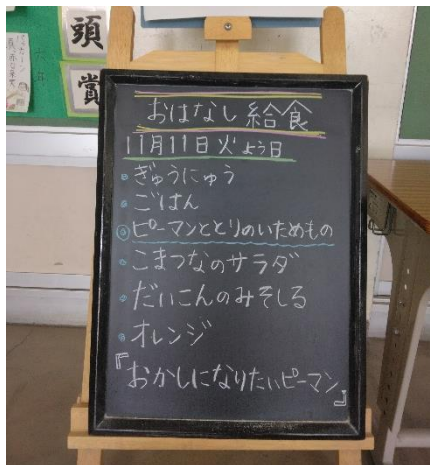 頭
賞
おはなし給食
11月11日火よう日
・ぎゅうにゅう
・ごはん
◎ピーマンととりのいためもの
・こまつなのサラダ
・だいこんのみそしる
・オレンジ
『おかしになりたいピーマン』